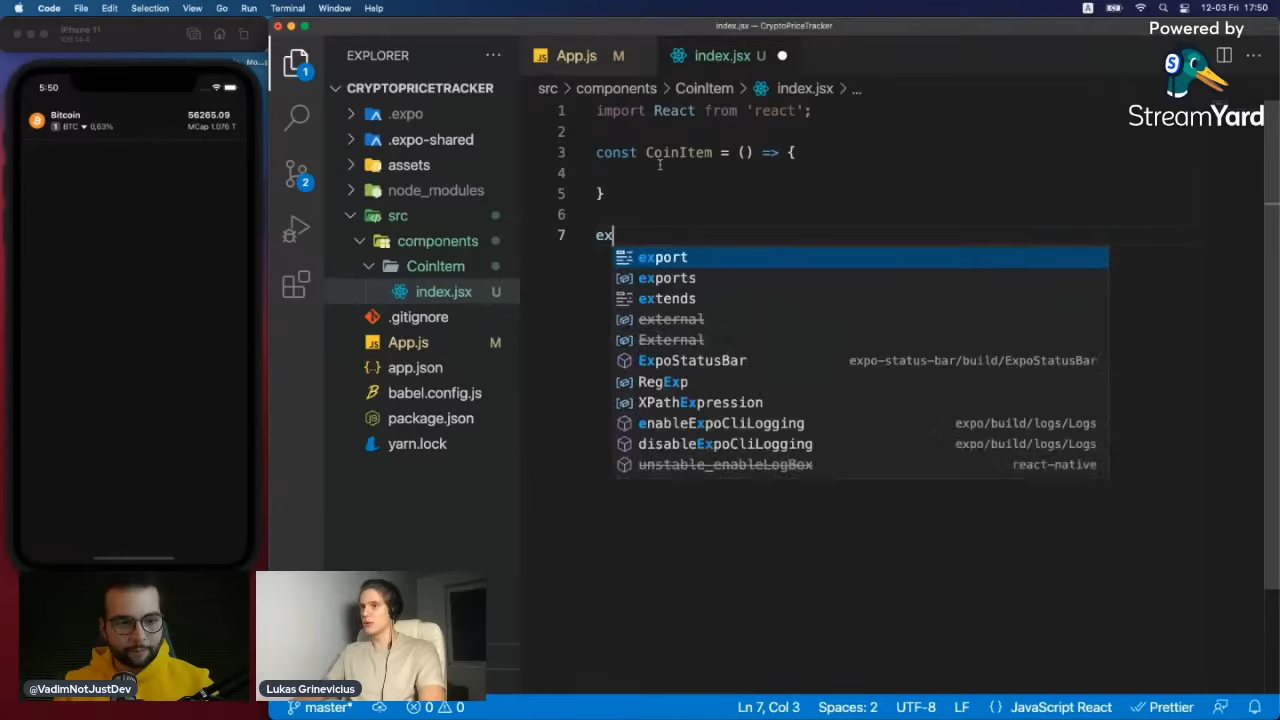 Code File Edit Selection View Go Run Terminal Window Help
A 12-03 Fri 17:50
iPhone 11
index.jsx — CryptoPriceTracker
Powered by
StreamYard
5:50
Bitcoin 56265.09
1 BTC 0,63% MCap 1.076 T
EXPLORER
CRYPTOPRICETRACKER
.expo
.expo-shared
assets
node_modules
src
components
CoinItem
index.jsx U
.gitignore
App.js M
app.json
babel.config.js
package.json
yarn.lock
1
2
App.js M
index.jsx U
src > components > CoinItem > index.jsx > ...
1 import React from 'react';
2
3 const CoinItem = () => {
4
5 }
6
7 ex
export
exports
extends
external
External
ExpoStatusBar expo-status-bar/build/ExpoStatusBar
RegExp
XPathExpression
enableExpoCliLogging expo/build/logs/Logs
disableExpoCliLogging expo/build/logs/Logs
unstable_enableLogBox react-native
@VadimNotJustDev
Lukas Grinevicius
master* 0 0 Ln 7, Col 3 Spaces: 2 UTF-8 LF {} JavaScript React Prettier